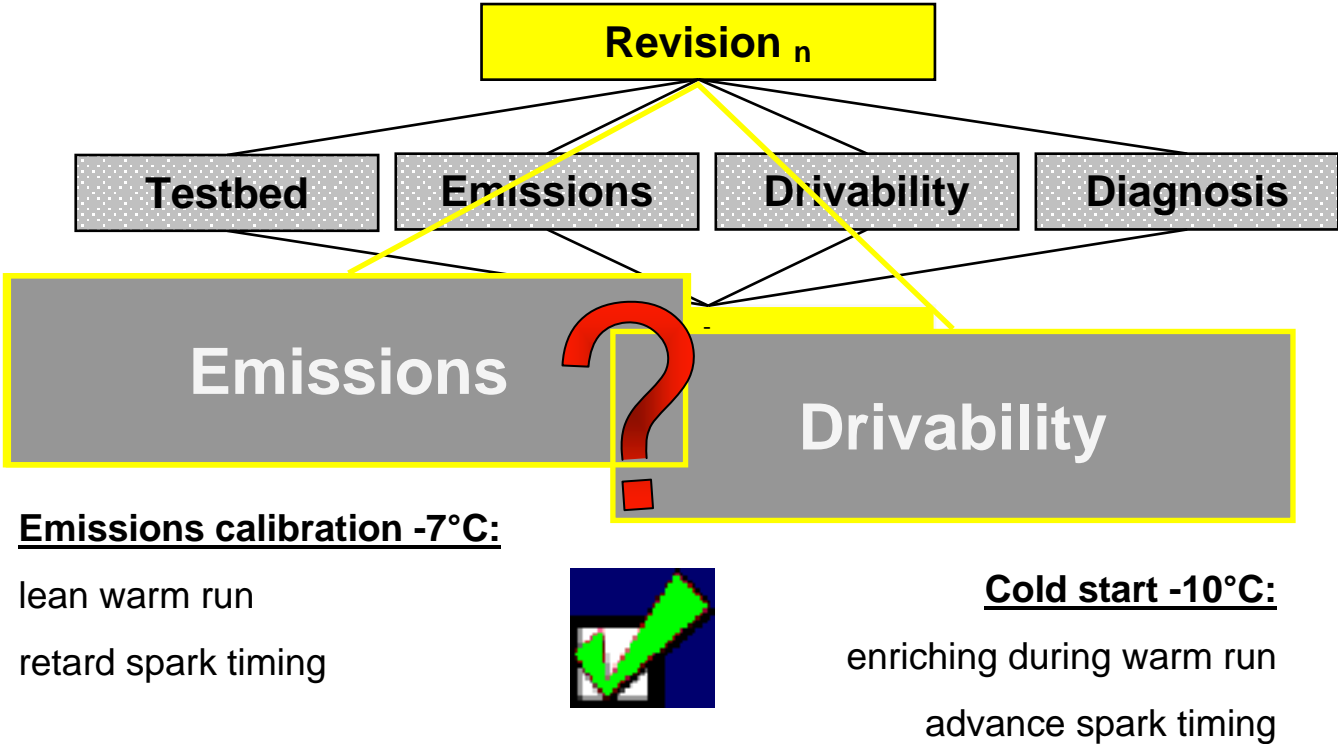 Revision n
Testbed
Emissions
Drivability
Diagnosis
Emissions
?
Drivability
Emissions calibration -7°C:
lean warm run
retard spark timing
Cold start -10°C:
enriching during warm run
advance spark timing